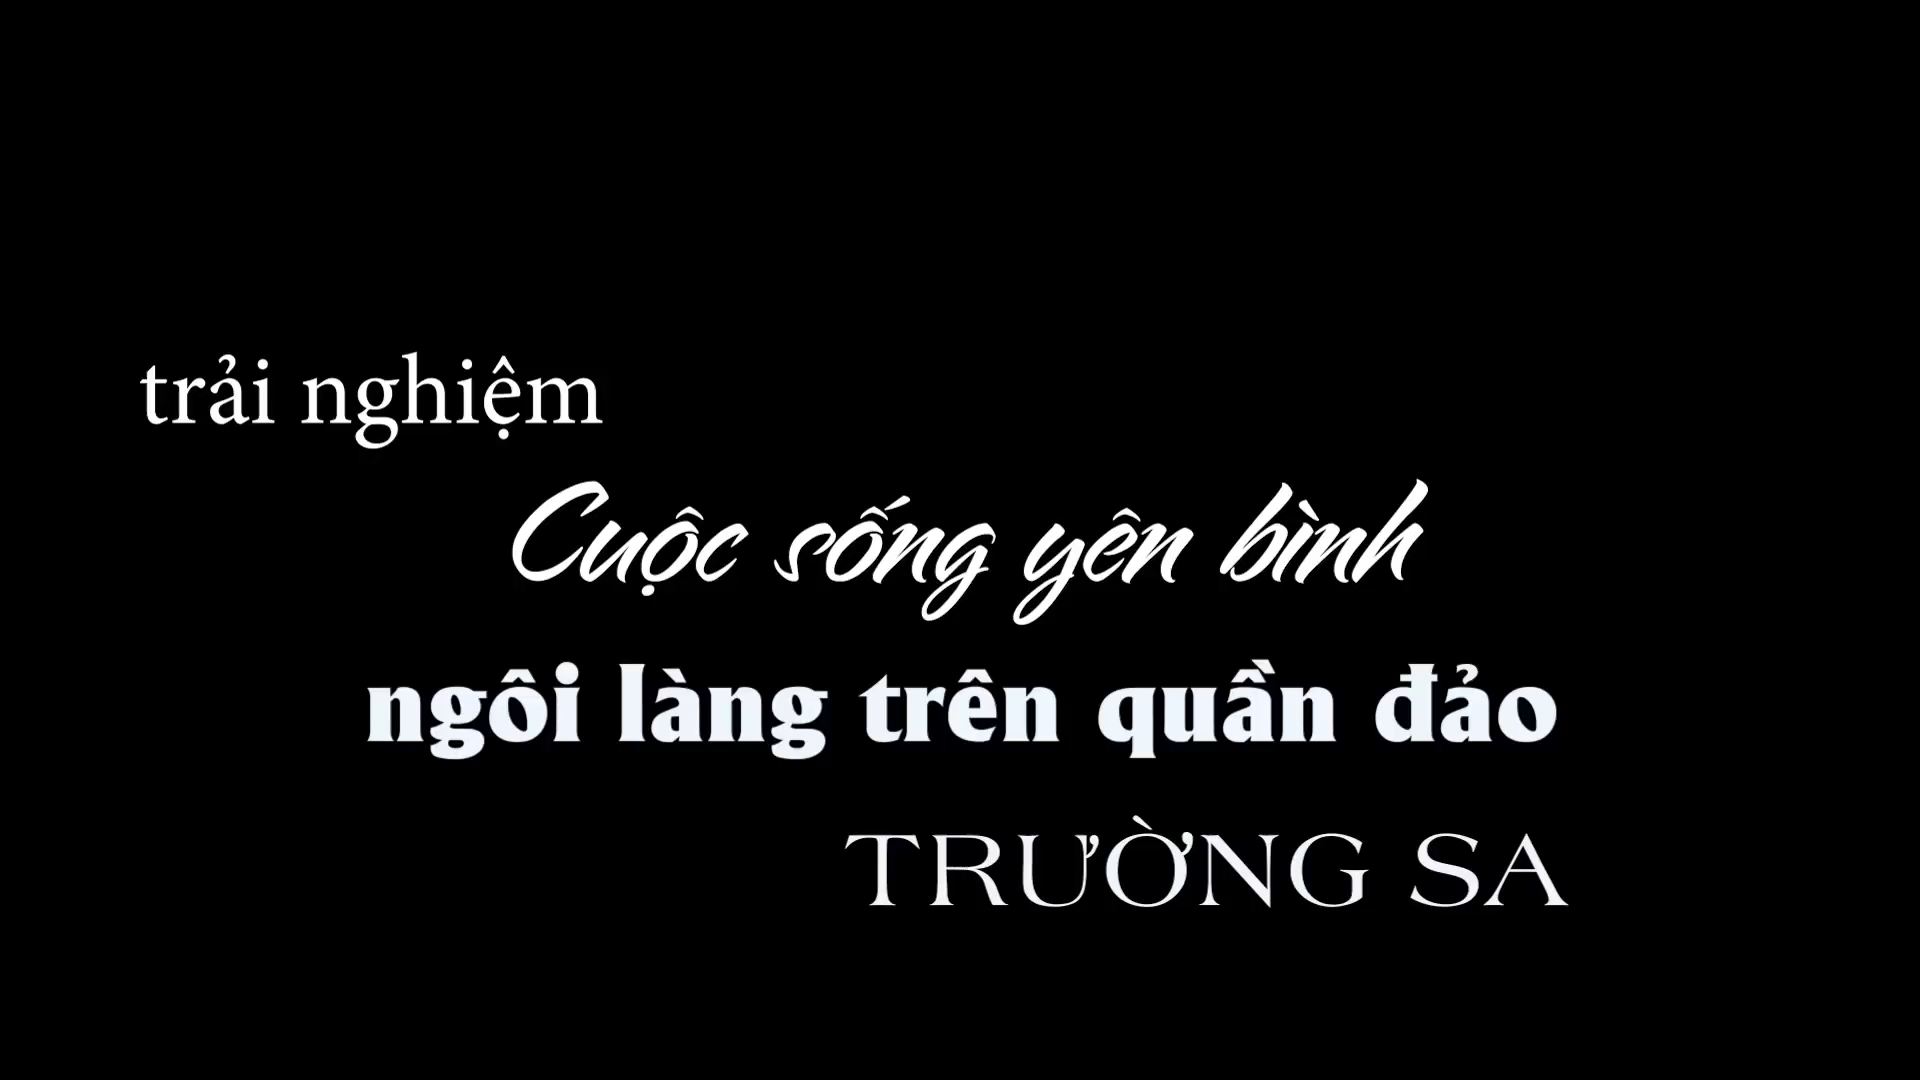 trải nghiệm
Cuộc sống yên bình
ngôi làng trên quần đảo
TRƯỜNG SA